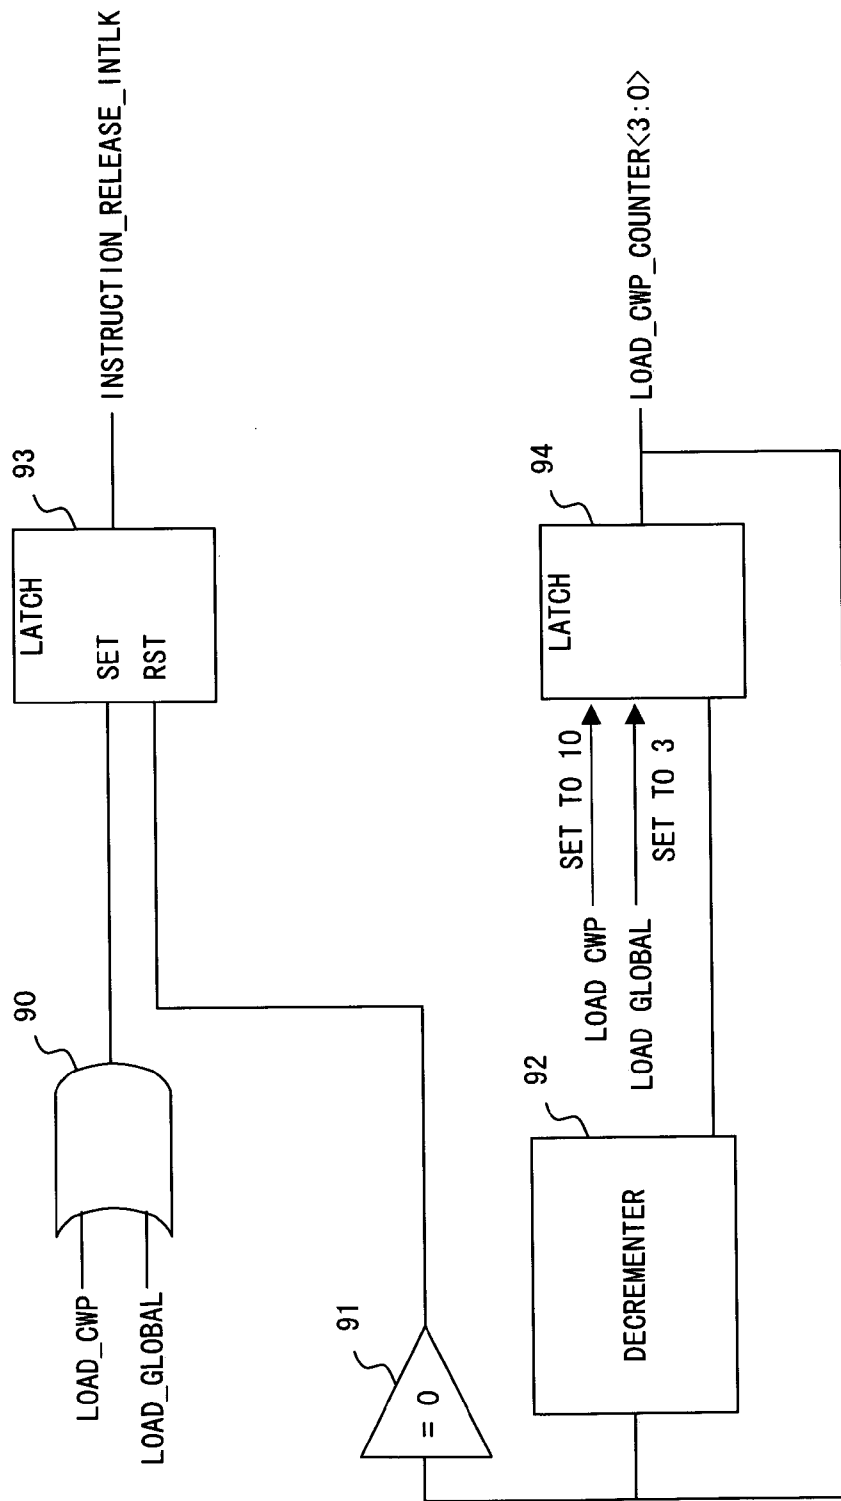 LOAD_CWP
LOAD_GLOBAL
90
LATCH
SET
RST
93
INSTRUCTION_RELEASE_INTLK
= 0
91
DECREMENTER
92
LOAD CWP
SET TO 10
LOAD GLOBAL
SET TO 3
LATCH
94
LOAD_CWP_COUNTER<3:0>